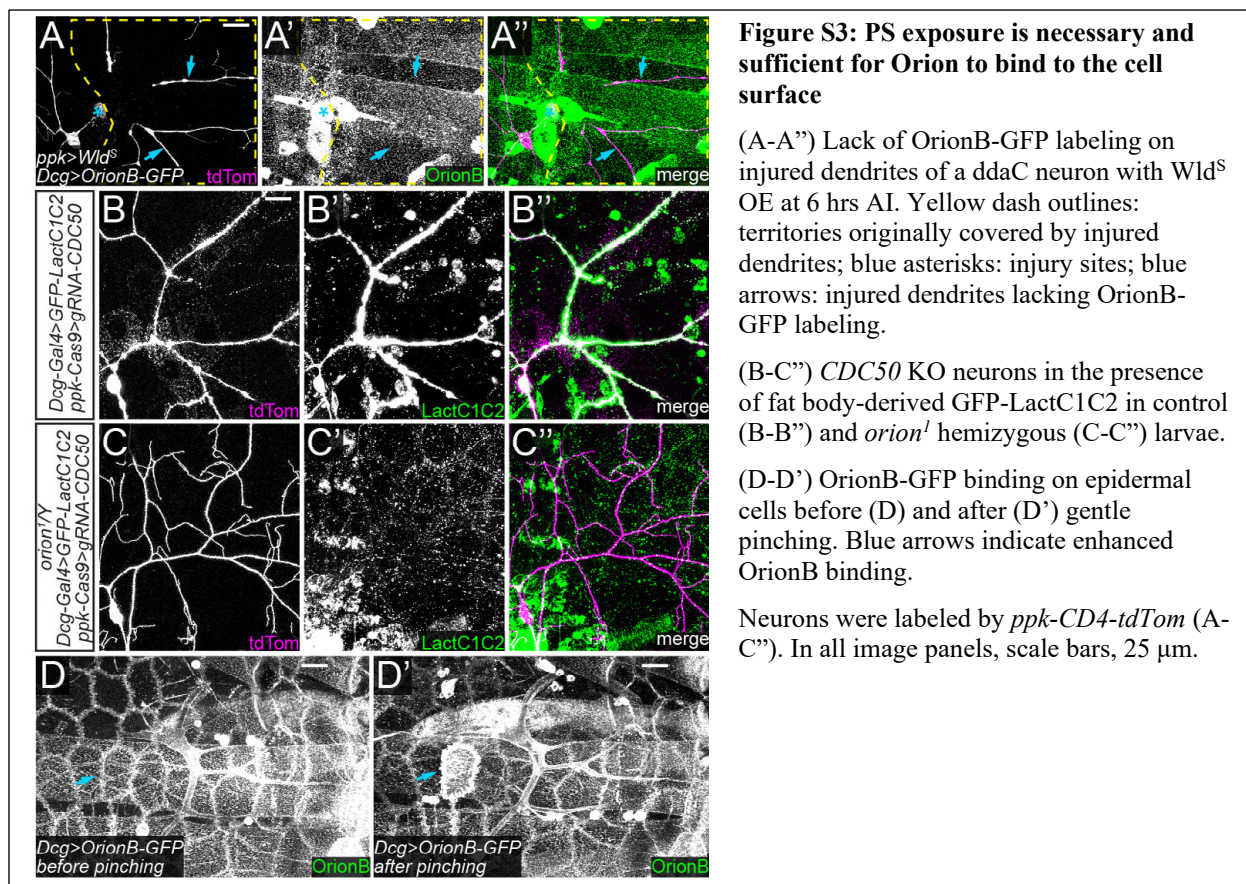 A
ppk>Wldˢ
Dcg>OrionB-GFP
tdTom
A'
OrionB
A''
merge
Dcg-Gal4>GFP-LactC1C2
ppk-Cas9>gRNA-CDC50
B
tdTom
B'
LactC1C2
B''
merge
orion¹/Y
Dcg-Gal4>GFP-LactC1C2
ppk-Cas9>gRNA-CDC50
C
tdTom
C'
LactC1C2
C''
merge
D
Dcg>OrionB-GFP
before pinching
OrionB
D'
Dcg>OrionB-GFP
after pinching
OrionB
Figure S3: PS exposure is necessary and
sufficient for Orion to bind to the cell
surface
(A-A”) Lack of OrionB-GFP labeling on
injured dendrites of a ddaC neuron with Wldˢ
OE at 6 hrs AI. Yellow dash outlines:
territories originally covered by injured
dendrites; blue asterisks: injury sites; blue
arrows: injured dendrites lacking OrionB-
GFP labeling.
(B-C”) CDC50 KO neurons in the presence
of fat body-derived GFP-LactC1C2 in control
(B-B”) and orion¹ hemizygous (C-C”) larvae.
(D-D’) OrionB-GFP binding on epidermal
cells before (D) and after (D’) gentle
pinching. Blue arrows indicate enhanced
OrionB binding.
Neurons were labeled by ppk-CD4-tdTom (A-
C”). In all image panels, scale bars, 25 μm.